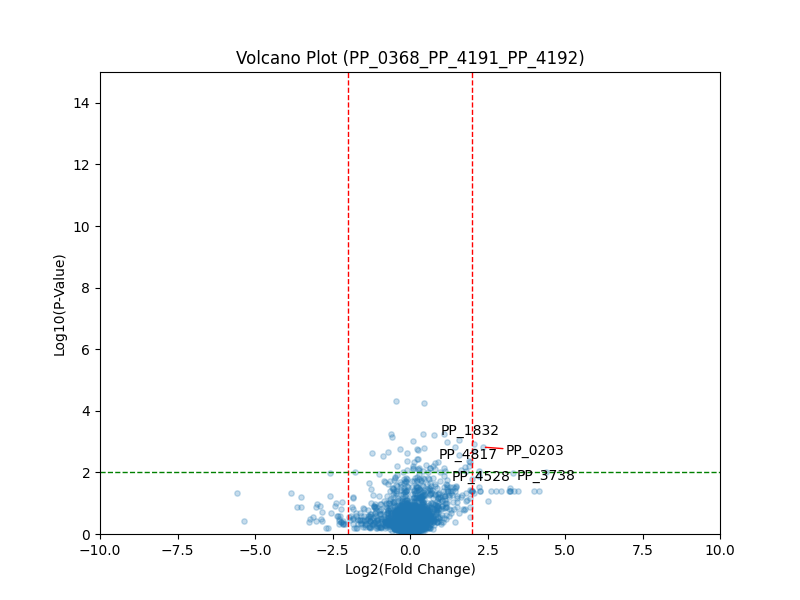 Volcano Plot (PP_0368_PP_4191_PP_4192)
14
12
10
8
6
4
2
0
Log10(P-Value)
PP_1832
PP_0203
PP_4817
PP_4528
PP_3738
−10.0
−7.5
−5.0
−2.5
0.0
2.5
5.0
7.5
10.0
Log2(Fold Change)